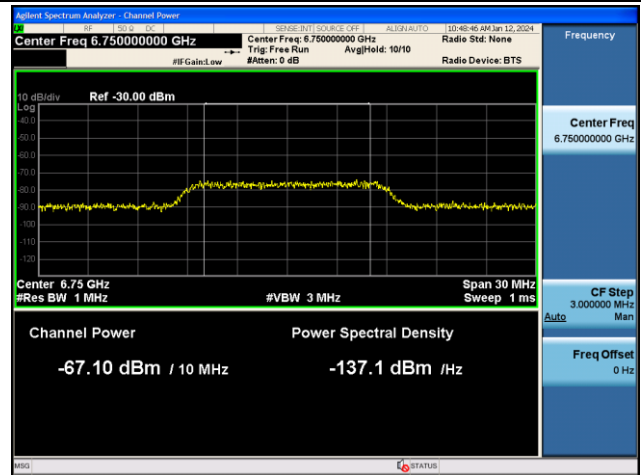 Agilent Spectrum Analyzer - Channel Power
RF 50 Ω DC SENSE:INT SOURCE OFF ALIGNAUTO 10:48:46 AM Jan 12, 2024
Center Freq 6.750000000 GHz Center Freq: 6.750000000 GHz Radio Std: None Frequency
Trig: Free Run Avg|Hold: 10/10
#IFGain:Low #Atten: 0 dB Radio Device: BTS
10 dB/div Ref -30.00 dBm
Log
-40.0
-50.0
-60.0
-70.0
-80.0
-90.0
-100
-110
-120
Center 6.75 GHz Span 30 MHz
#Res BW 1 MHz #VBW 3 MHz Sweep 1 ms
Channel Power Power Spectral Density
-67.10 dBm / 10 MHz -137.1 dBm /Hz
Center Freq
6.750000000 GHz
CF Step
3.000000 MHz
Auto Man
Freq Offset
0 Hz
MSG STATUS